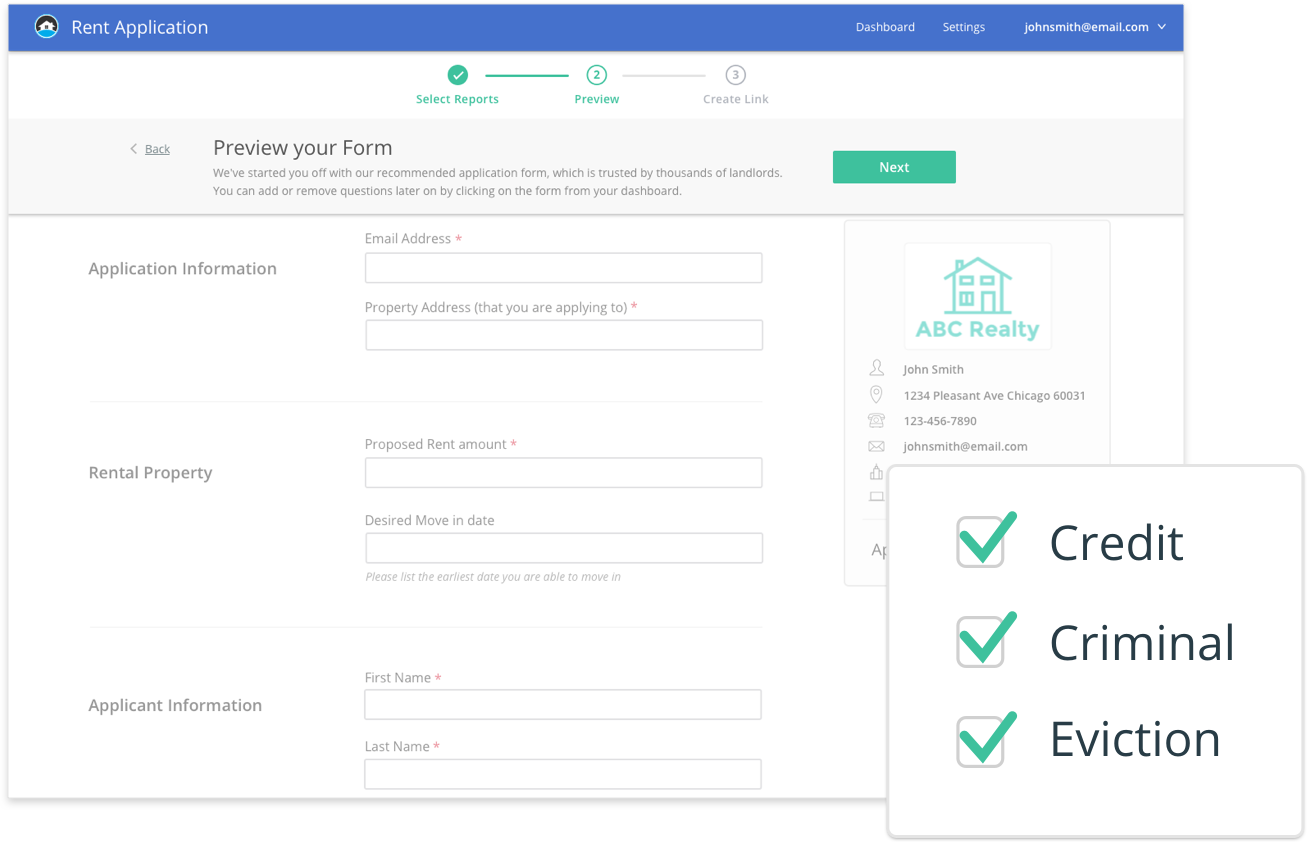 Rent Application
Dashboard
Settings
johnsmith@email.com
2
3
Select Reports
Preview
Create Link
Back
Preview your Form
We've started you off with our recommended application form, which is trusted by thousands of landlords.
You can add or remove questions later on by clicking on the form from your dashboard.
Next
Application Information
Email Address *
Property Address (that you are applying to) *
Rental Property
Proposed Rent amount *
Desired Move in date
Please list the earliest date you are able to move in
Applicant Information
First Name *
Last Name *
ABC Realty
John Smith
1234 Pleasant Ave Chicago 60031
123-456-7890
johnsmith@email.com
Credit
Criminal
Eviction